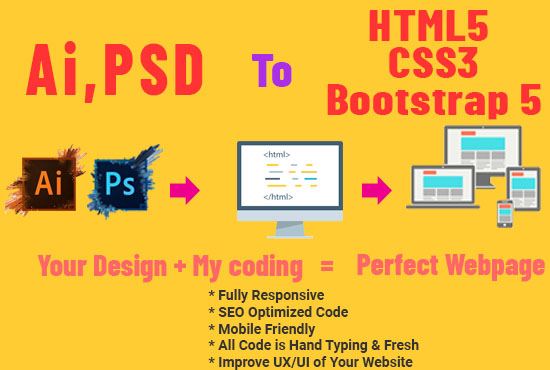 Ai,PSD To HTML5
CSS3
Bootstrap 5
Ai
Ps
<html>
</html>
Your Design + My coding = Perfect Webpage
* Fully Responsive
* SEO Optimized Code
* Mobile Friendly
* All Code is Hand Typing & Fresh
* Improve UX/UI of Your Website